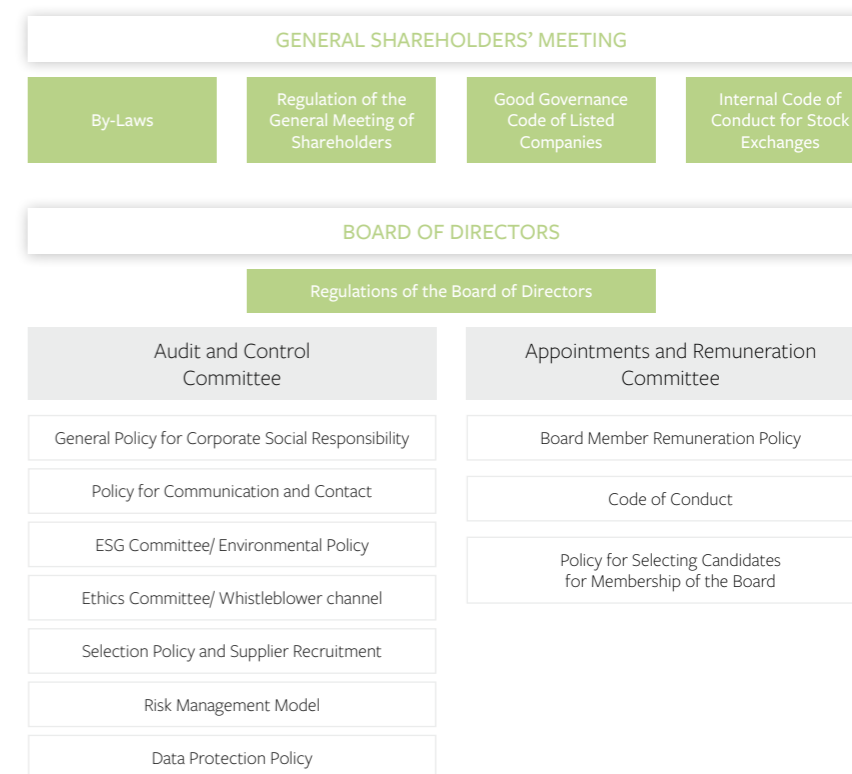 GENERAL SHAREHOLDERS' MEETING
By-Laws
Regulation of the
General Meeting of
Shareholders
Good Governance
Code of Listed
Companies
Internal Code of
Conduct for Stock
Exchanges
BOARD OF DIRECTORS
Regulations of the Board of Directors
Audit and Control
Committee
General Policy for Corporate Social Responsibility
Policy for Communication and Contact
ESG Committee/ Environmental Policy
Ethics Committee/ Whistleblower channel
Selection Policy and Supplier Recruitment
Risk Management Model
Data Protection Policy
Appointments and Remuneration
Committee
Board Member Remuneration Policy
Code of Conduct
Policy for Selecting Candidates
for Membership of the Board